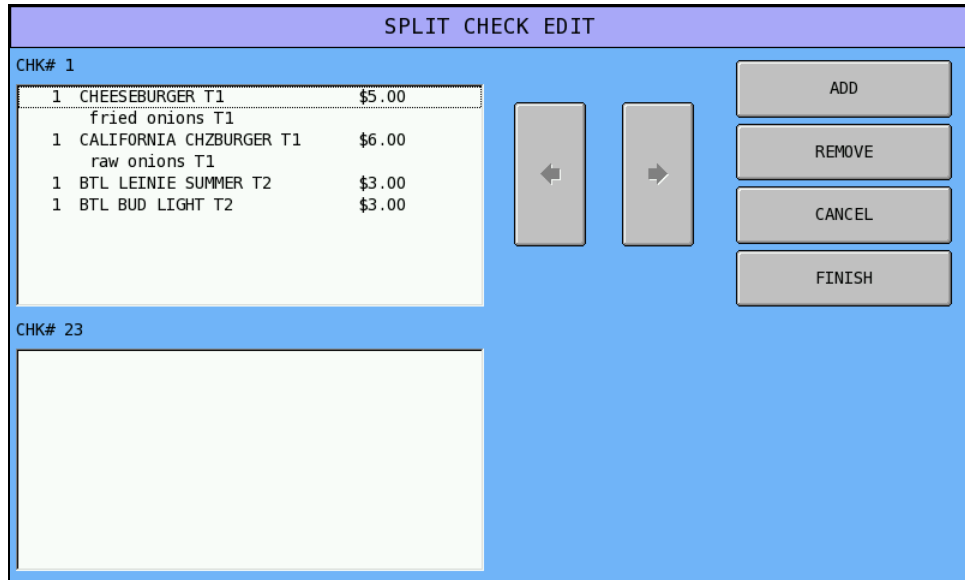 SPLIT CHECK EDIT
CHK# 1
1 CHEESEBURGER T1 $5.00
fried onions T1
1 CALIFORNIA CHZBURGER T1 $6.00
raw onions T1
1 BTL LEINIE SUMMER T2 $3.00
1 BTL BUD LIGHT T2 $3.00
ADD
REMOVE
CANCEL
FINISH
CHK# 23